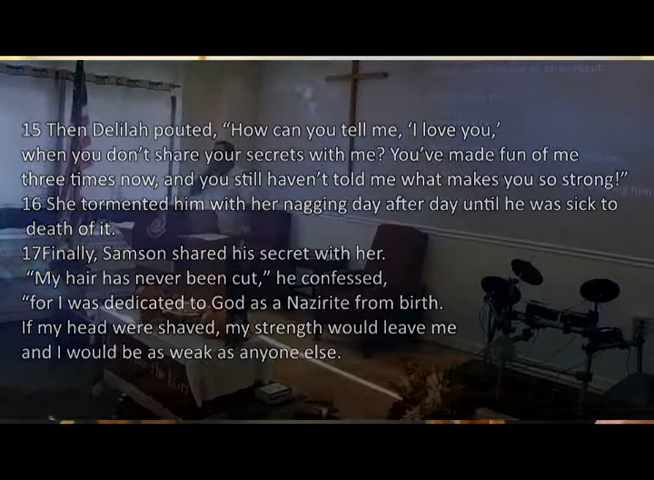 15 Then Delilah pouted, “How can you tell me, ‘I love you,’
when you don’t share your secrets with me? You’ve made fun of me
three times now, and you still haven’t told me what makes you so strong!”
16 She tormented him with her nagging day after day until he was sick to
death of it.
17Finally, Samson shared his secret with her.
“My hair has never been cut,” he confessed,
“for I was dedicated to God as a Nazirite from birth.
If my head were shaved, my strength would leave me
and I would be as weak as anyone else.